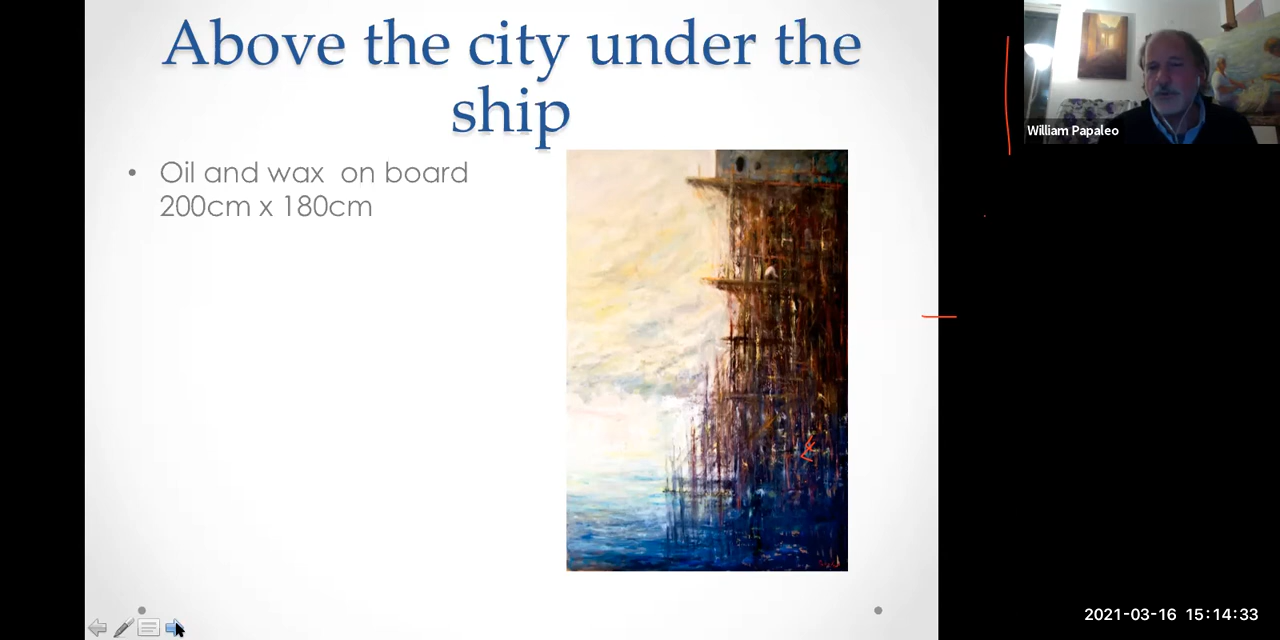 Above the city under the
ship
• Oil and wax  on board
200cm x 180cm
William Papaleo
2021-03-16 15:14:33